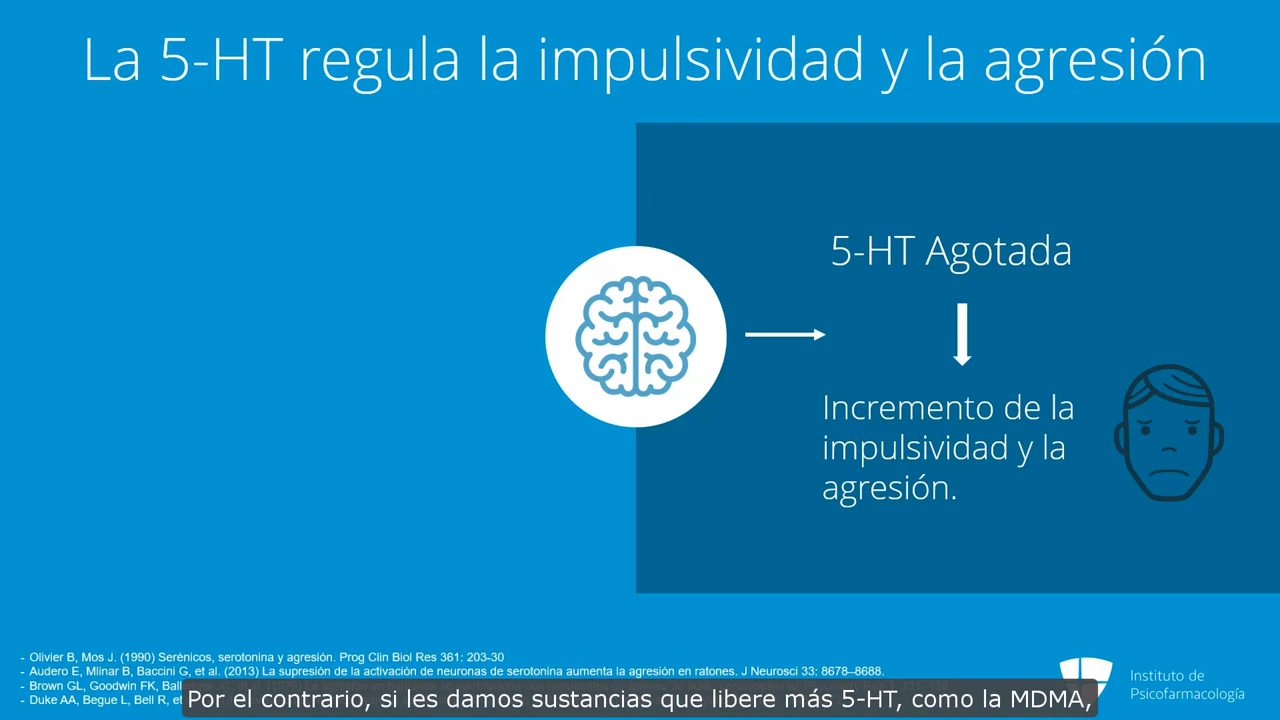 La 5-HT regula la impulsividad y la agresión
5-HT Agotada
Incremento de la
impulsividad y la
agresión.
- Olivier B, Mos J. (1990) Serénicos, serotonina y agresión. Prog Clin Biol Res 361: 203-30
- Audero E, Mlinar B, Baccini G, et al. (2013) La supresión de la activación de neuronas de serotonina aumenta la agresión en ratones. J Neurosci 33: 8678–8688.
- Brown GL, Goodwin FK,
- Duke AA, Begue L, Bell R,
Por el contrario, si les damos sustancias que libere más 5-HT, como la MDMA,
Instituto de
Psicofarmacología